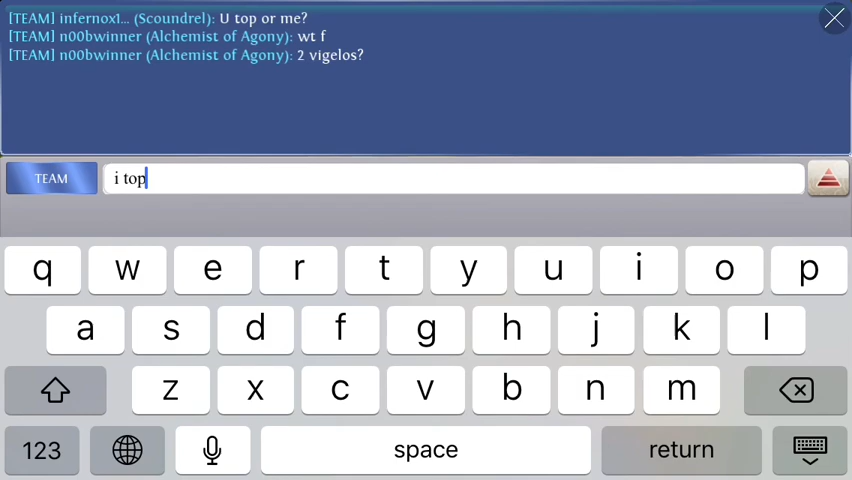 [TEAM] infernox1... (Scoundrel): U top or me?
[TEAM] n00bwinner (Alchemist of Agony): wt f
[TEAM] n00bwinner (Alchemist of Agony): 2 vigelos?
TEAM i top
q w e r t y u i o p
a s d f g h j k l
z x c v b n m
123 space return